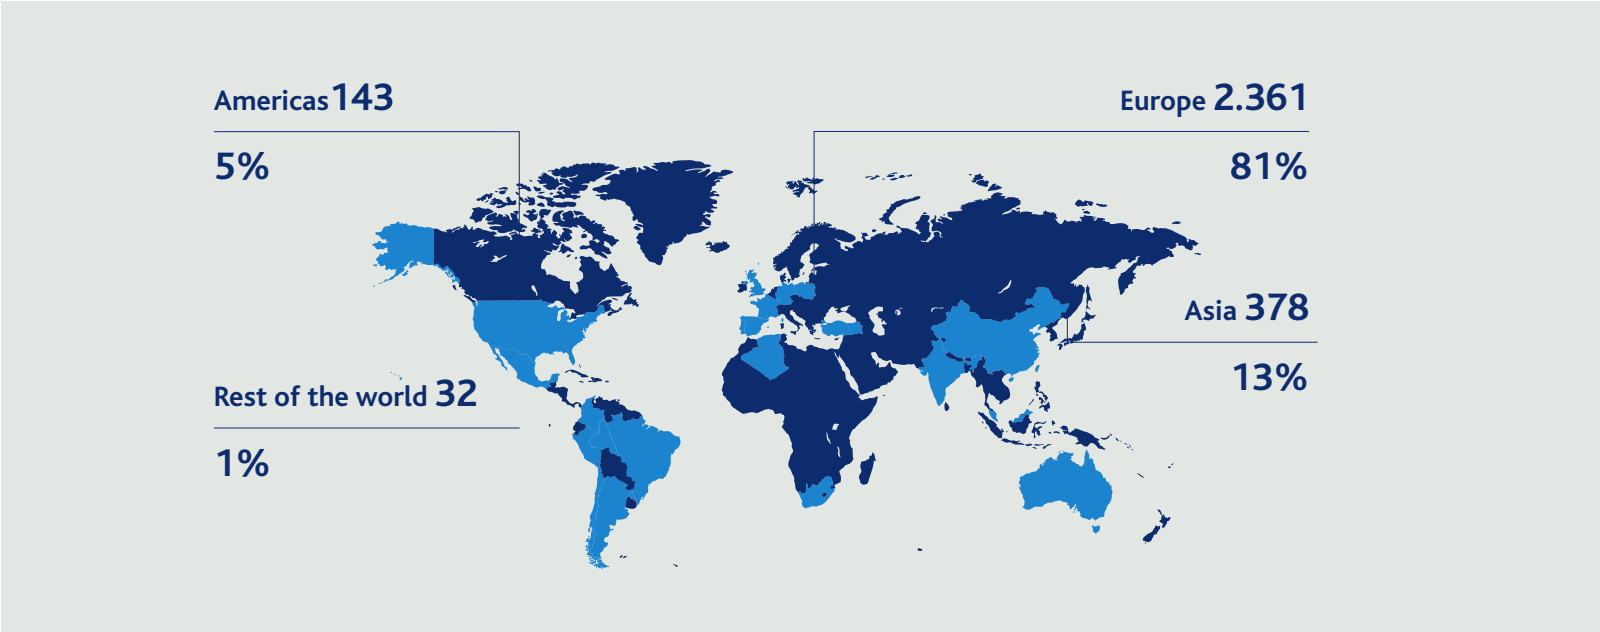 Americas 143
5%
Europe 2.361
81%
Asia 378
13%
Rest of the world 32
1%